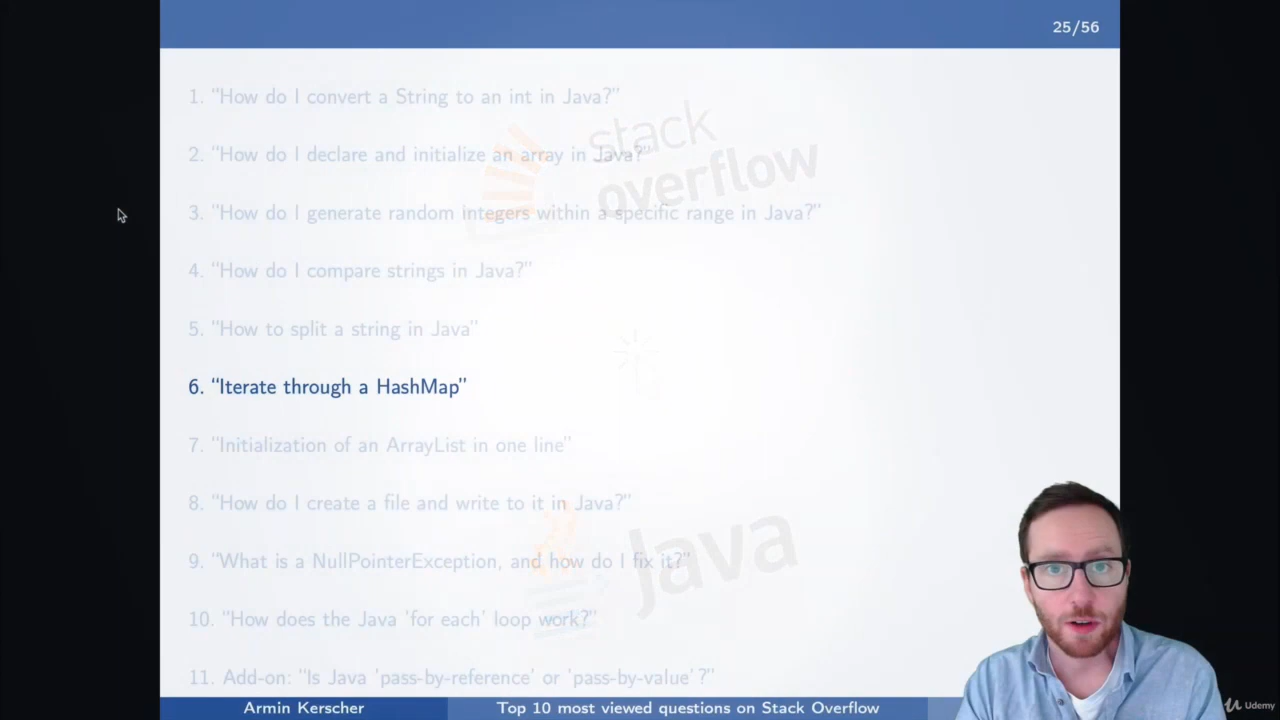 25/56
1. “How do I convert a String to an int in Java?”
stack
overflow
2. “How do I declare and initialize an array in Java?”
3. “How do I generate random integers within a specific range in Java?”
4. “How do I compare strings in Java?”
5. “How to split a string in Java”
6. “Iterate through a HashMap”
7. “Initialization of an ArrayList in one line”
8. “How do I create a file and write to it in Java?”
Java
9. “What is a NullPointerException, and how do I fix it?”
10. ”How does the Java 'for each' loop work?”
11. Add-on: “Is Java 'pass-by-reference' or 'pass-by-value'?”
Armin Kerscher
Top 10 most viewed questions on Stack Overflow
Udemy